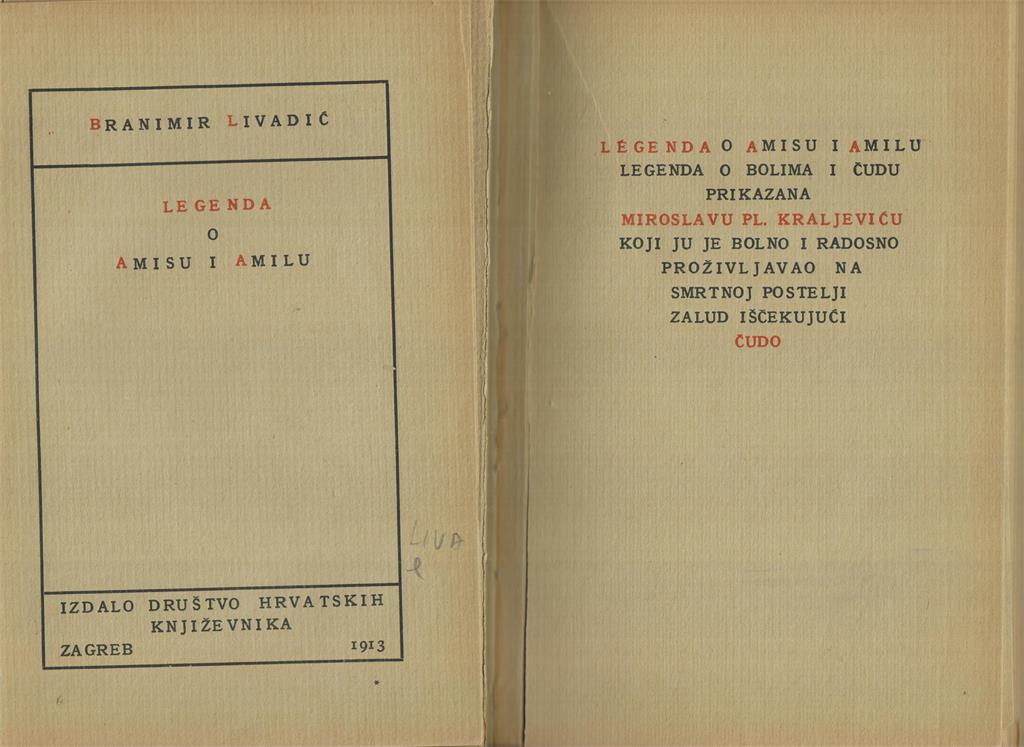 BRANIMIR LIVADIĆ
LEGENDA
O
AMISU I AMILU
IZDALO DRUŠTVO HRVATSKIH
KNJIŽEVNIKA
ZAGREB 1913
LIVA
e
LEGENDA O AMISU I AMILU
LEGENDA O BOLIMA I ČUDU
PRIKAZANA
MIROSLAVU PL. KRALJEVIĆU
KOJI JU JE BOLNO I RADOSNO
PROŽIVLJAVAO NA
SMRTNOJ POSTELJI
ZALUD IŠČEKUJUĆI
ČUDO